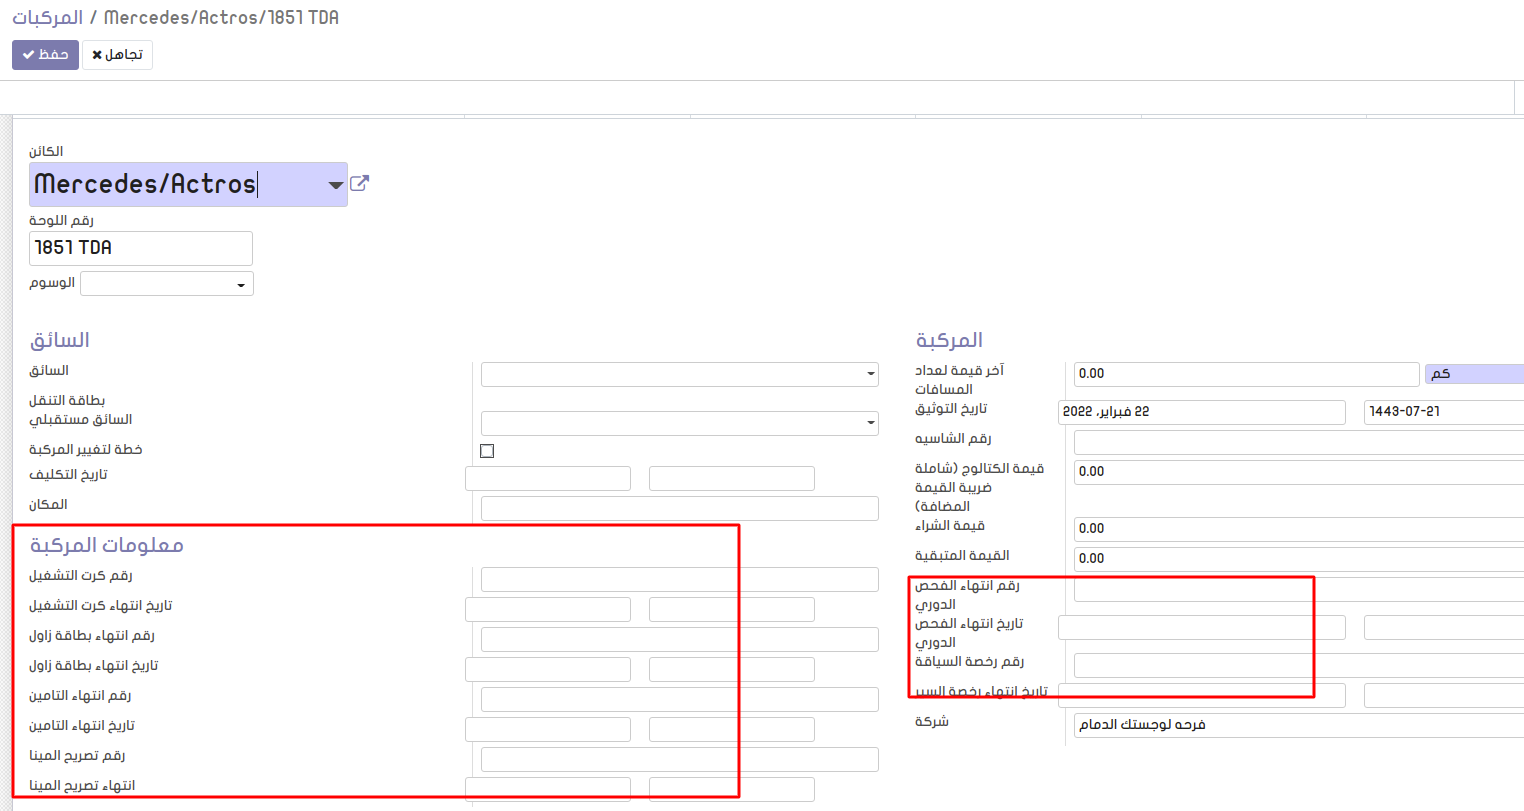 المركبات / Mercedes/Actros/1851 TDA
حفظ
تجاهل
الكائن
Mercedes/Actros
رقم اللوحة
1851 TDA
الوسوم
السائق
السائق
بطاقة التنقل
السائق مستقبلي
خطة لتغيير المركبة
تاريخ التكليف
المكان
معلومات المركبة
رقم كرت التشغيل
تاريخ انتهاء كرت التشغيل
رقم انتهاء بطاقة زاول
تاريخ انتهاء بطاقة زاول
رقم انتهاء التامين
تاريخ انتهاء التامين
رقم تصريح المينا
انتهاء تصريح المينا
المركبة
آخر قيمة لعداد
المسافات
0.00
كم
تاريخ التوثيق
22 فبراير، 2022
1443-07-21
رقم الشاسيه
قيمة الكتالوج (شاملة
ضريبة القيمة
المضافة)
0.00
قيمة الشراء
0.00
القيمة المتبقية
0.00
رقم انتهاء الفحص
الدوري
تاريخ انتهاء الفحص
الدوري
رقم رخصة السياقة
تاريخ انتهاء رخصة السير
شركة
فرحه لوجستك الدمام